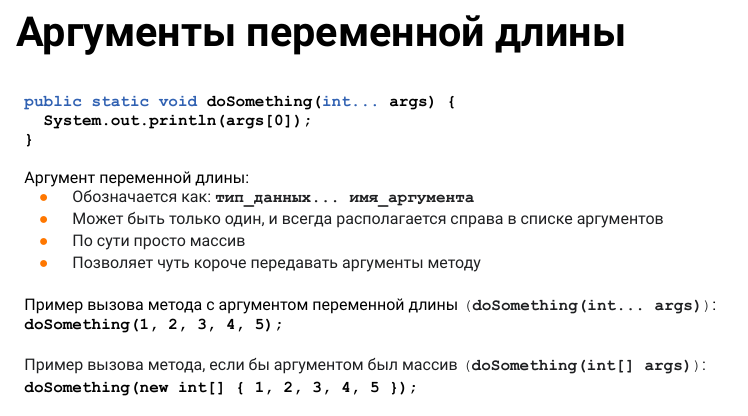 Аргументы переменной длины
public static void doSomething(int... args) {
System.out.println(args[0]);
}
Аргумент переменной длины:
● Обозначается как: тип_данных... имя_аргумента
● Может быть только один, и всегда располагается справа в списке аргументов
● По сути просто массив
● Позволяет чуть короче передавать аргументы методу
Пример вызова метода с аргументом переменной длины (doSomething(int... args)):
doSomething(1, 2, 3, 4, 5);
Пример вызова метода, если бы аргументом был массив (doSomething(int[] args)):
doSomething(new int[] { 1, 2, 3, 4, 5 });